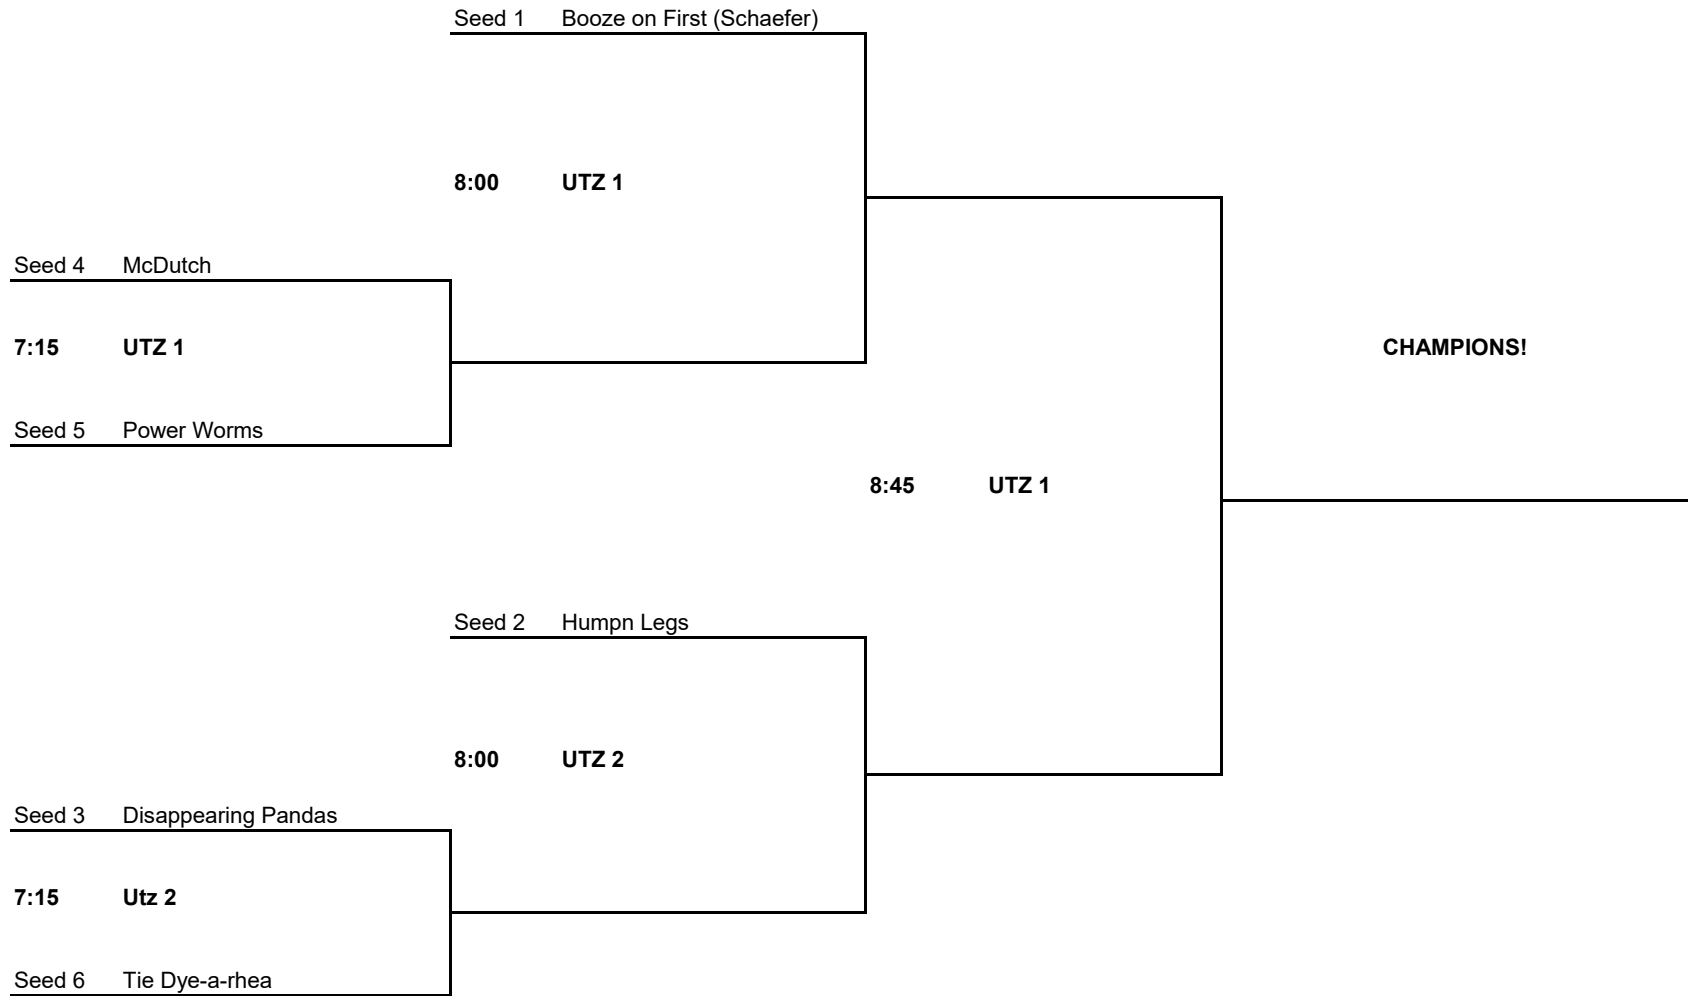 Seed 1 Booze on First (Schaefer)
8:00 UTZ 1
Seed 4 McDutch
7:15 UTZ 1
CHAMPIONS!
Seed 5 Power Worms
8:45 UTZ 1
Seed 2 Humpn Legs
8:00 UTZ 2
Seed 3 Disappearing Pandas
7:15 Utz 2
Seed 6 Tie Dye-a-rhea